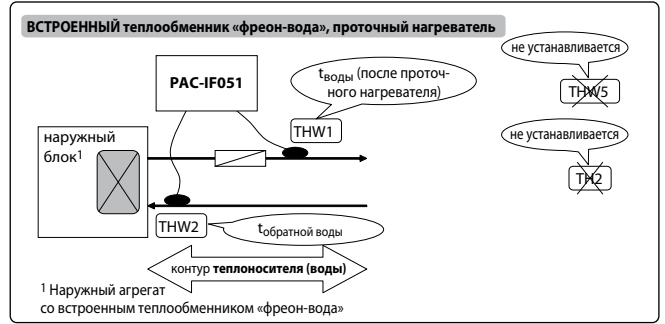 ВСТРОЕННЫЙ теплообменник «фреон-вода», проточный нагреватель
не устанавливается
THW5
PAC-IF051
tводы (после проточ-
ного нагревателя)
THW1
не устанавливается
TH2
наружный
блок1
THW2
tобратной воды
контур теплоносителя (воды)
1 Наружный агрегат
со встроенным теплообменником «фреон-вода»